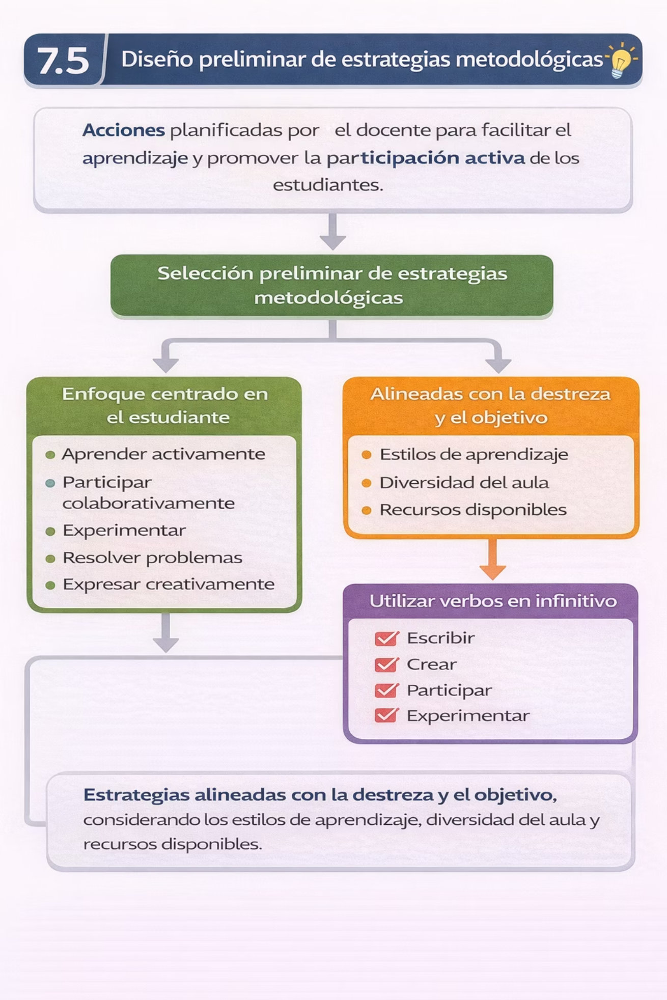 7.5
Diseño preliminar de estrategias metodológicas
Acciones planificadas por el docente para facilitar el
aprendizaje y promover la participación activa de los
estudiantes.
Selección preliminar de estrategias
metodológicas
Enfoque centrado en
el estudiante
Aprender activamente
Participar
colaborativamente
Experimentar
Resolver problemas
Expresar creativamente
Alineadas con la destreza
y el objetivo
Estilos de aprendizaje
Diversidad del aula
Recursos disponibles
Utilizar verbos en infinitivo
Escribir
Crear
Participar
Experimentar
Estrategias alineadas con la destreza y el objetivo,
considerando los estilos de aprendizaje, diversidad del aula y
recursos disponibles.